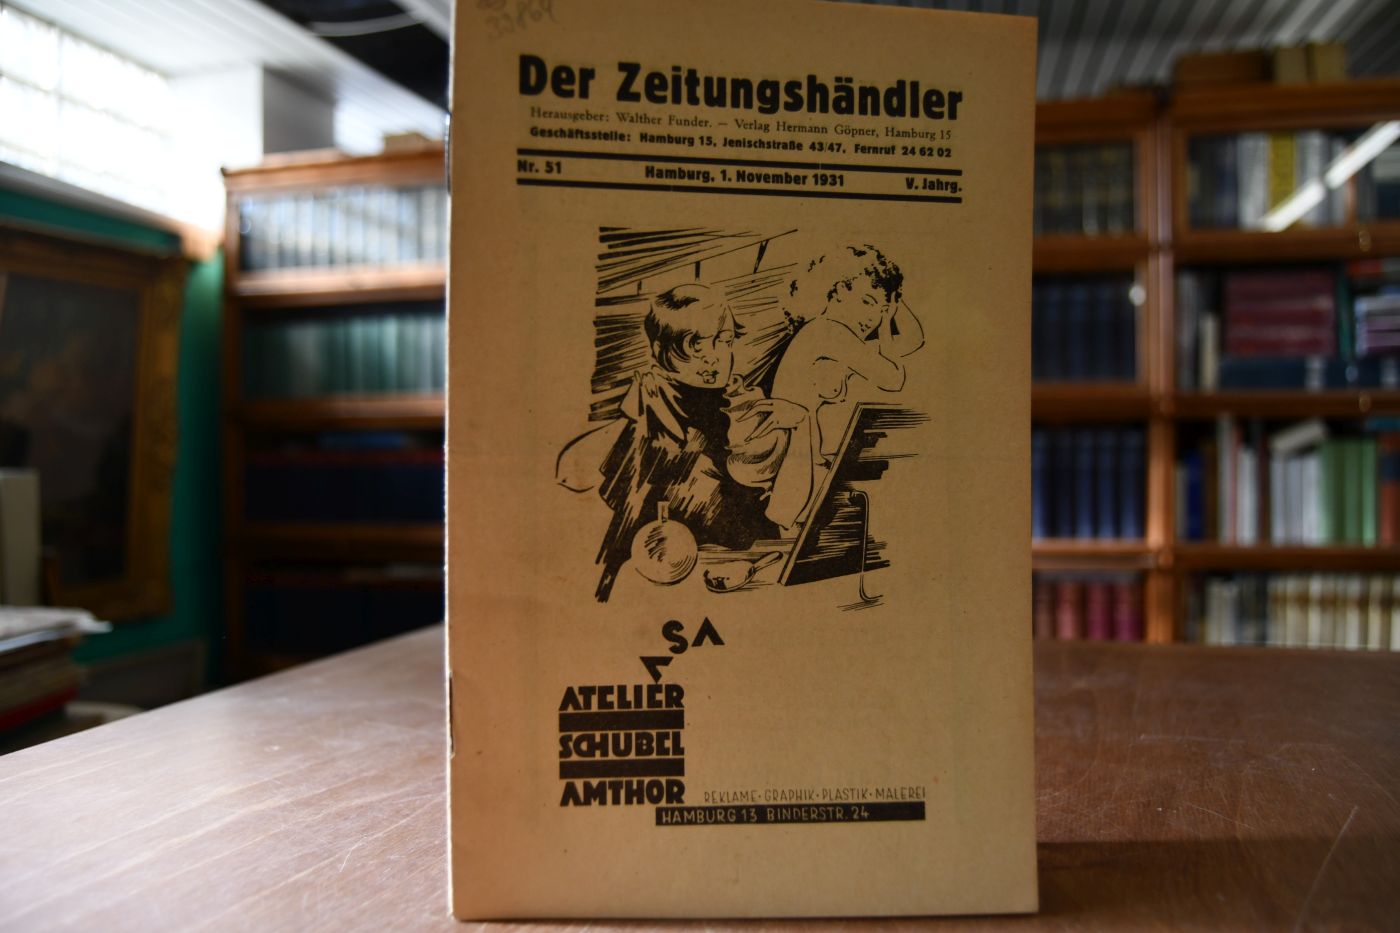 33864
Der Zeitungshändler
Herausgeber: Walther Funder. — Verlag Hermann Göpner, Hamburg 15
Geschäftsstelle: Hamburg 15, Jenischstraße 43/47, Fernruf 24 62 02
Nr. 51 Hamburg, 1. November 1931 V. Jahrg.
SA
ATELIER
SCHUBEL
AMTHOR
REKLAME · GRAPHIK · PLASTIK · MALEREI
HAMBURG 13 BINDERSTR. 24